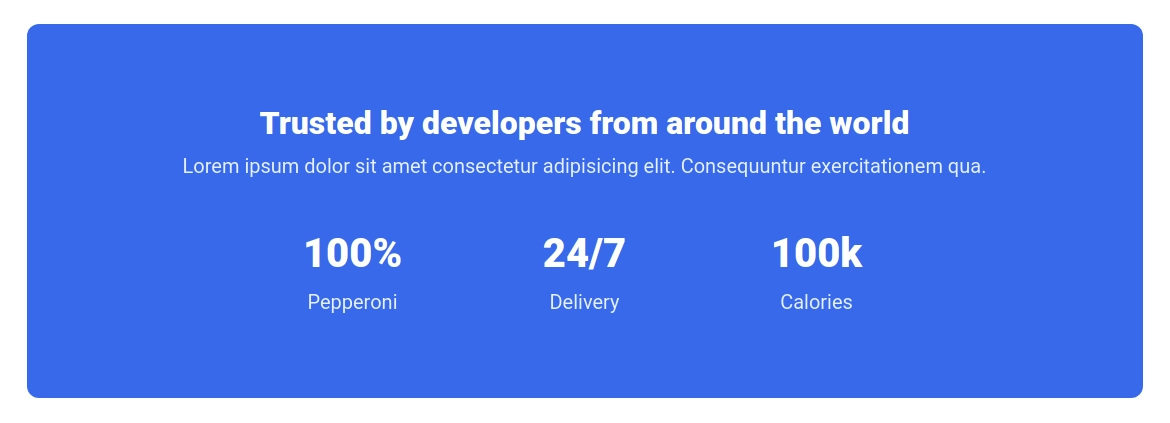 Trusted by developers from around the world
Lorem ipsum dolor sit amet consectetur adipisicing elit. Consequuntur exercitationem qua.
100%
24/7
100k
Pepperoni
Delivery
Calories